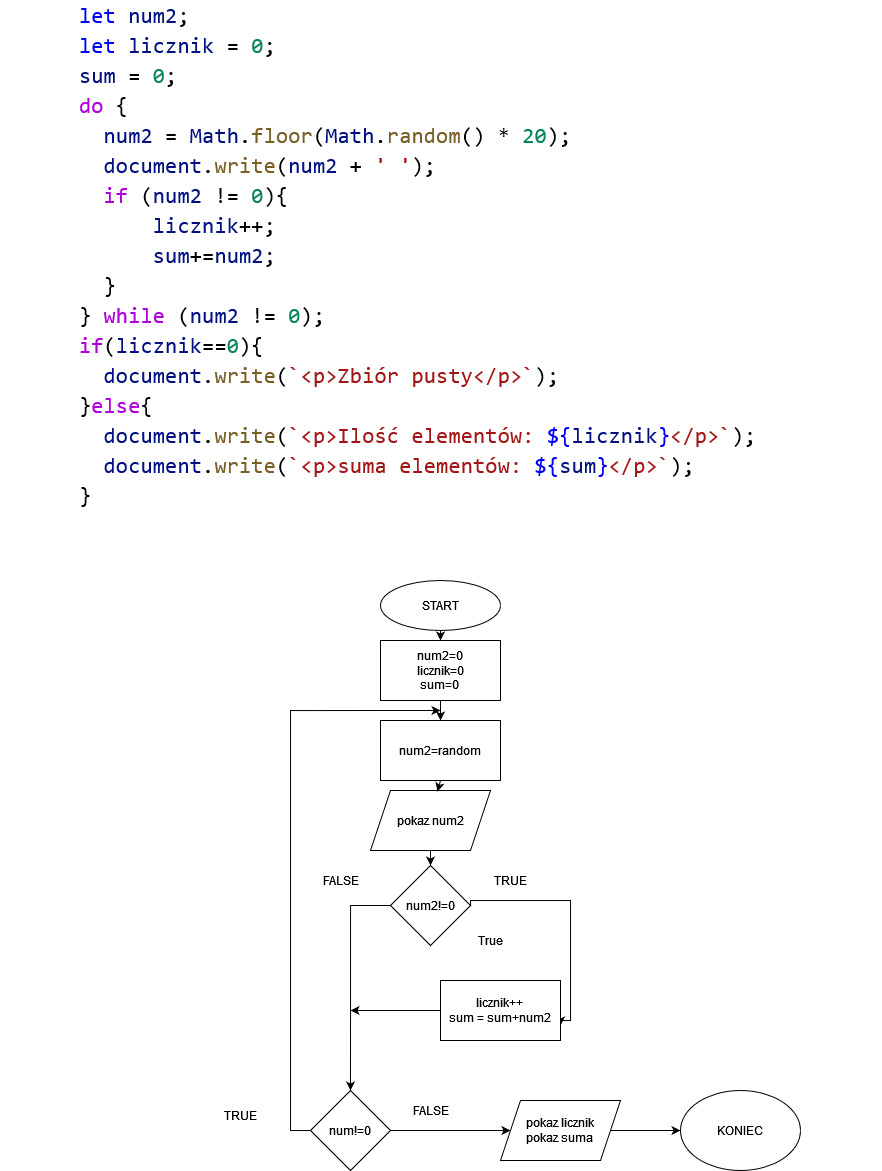 let num2;
let licznik = 0;
sum = 0;
do {
  num2 = Math.floor(Math.random() * 20);
  document.write(num2 + ' ');
  if (num2 != 0){
      licznik++;
      sum+=num2;
  }
} while (num2 != 0);
if(licznik==0){
  document.write(`<p>Zbiór pusty</p>`);
}else{
  document.write(`<p>Ilość elementów: ${licznik}</p>`);
  document.write(`<p>suma elementów: ${sum}</p>`);
}
START
num2=0
licznik=0
sum=0
num2=random
pokaz num2
FALSE
TRUE
num2!=0
True
licznik++
sum = sum+num2
TRUE
FALSE
num!=0
pokaz licznik
pokaz suma
KONIEC